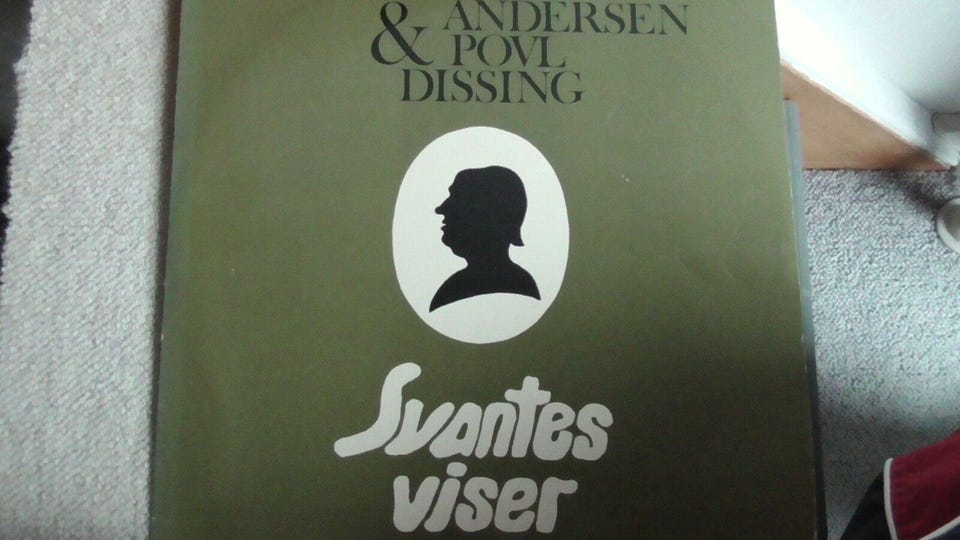 ANDERSEN
& POVL
DISSING
Svantes
viser